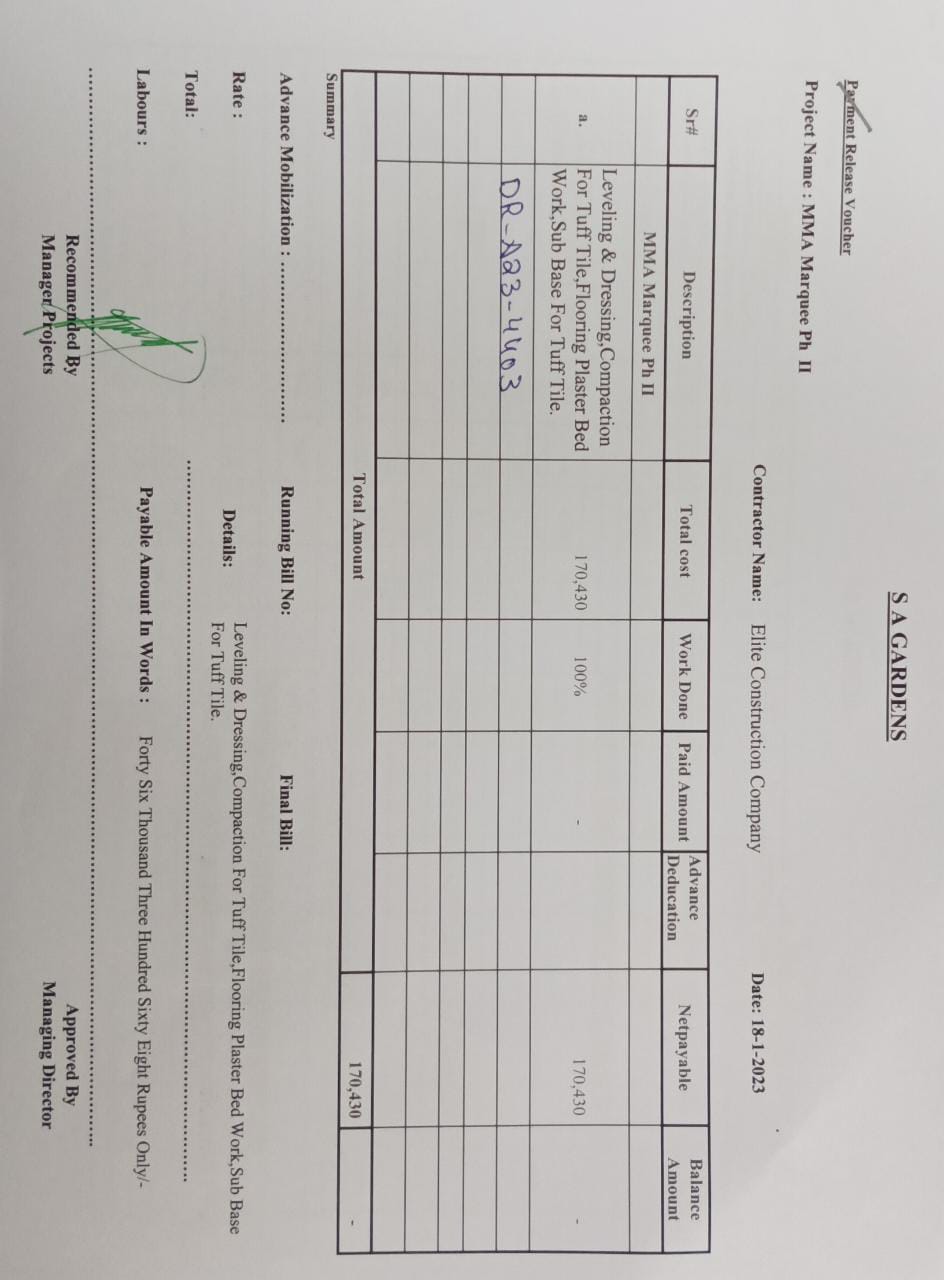 S A GARDENS
Payment Release Voucher
Project Name : MMA Marquee Ph II
Contractor Name: Elite Construction Company
Date: 18-1-2023
Sr# Description Total cost Work Done Paid Amount Advance Deducation Netpayable Balance Amount
MMA Marquee Ph II
a. Leveling & Dressing,Compaction
For Tuff Tile,Flooring Plaster Bed 170,430 100% - 170,430 -
Work,Sub Base For Tuff Tile.
DR-A23-4403
Total Amount 170,430 -
Summary
Advance Mobilization : ........................... Running Bill No: Final Bill:
Rate : Details: Leveling & Dressing,Compaction For Tuff Tile,Flooring Plaster Bed Work,Sub Base
For Tuff Tile.
Total:
Labours : Payable Amount In Words : Forty Six Thousand Three Hundred Sixty Eight Rupees Only/-
Recommended By Approved By
Manager Projects Managing Director